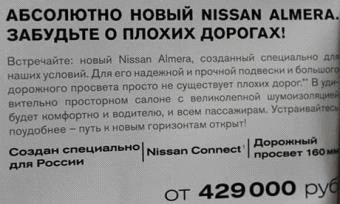 АБСОЛЮТНО НОВЫЙ NISSAN ALMERA.
ЗАБУДЬТЕ О ПЛОХИХ ДОРОГАХ!
Встречайте: новый Nissan Almera, созданный специально для
наших условий. Для его надежной и прочной подвески и большого
дорожного просвета просто не существует плохих дорог.** В уди-
вительно просторном салоне с великолепной шумоизоляцией
будет комфортно и водителю, и всем пассажирам. Устраивайтесь
поудобнее – путь к новым горизонтам открыт!
Создан специально | Nissan Connect¹ | Дорожный
для России просвет 160 мм
от 429 000 руб